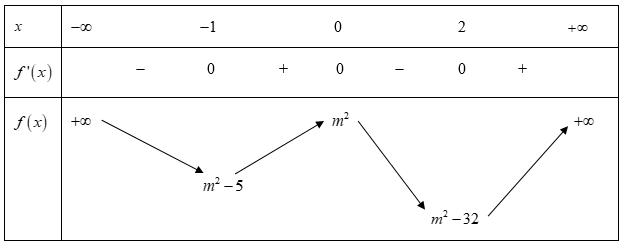 x −∞ −1 0 2 +∞
f'(x) − 0 + 0 − 0 +
f(x) +∞ m² +∞
m² − 5
m² − 32